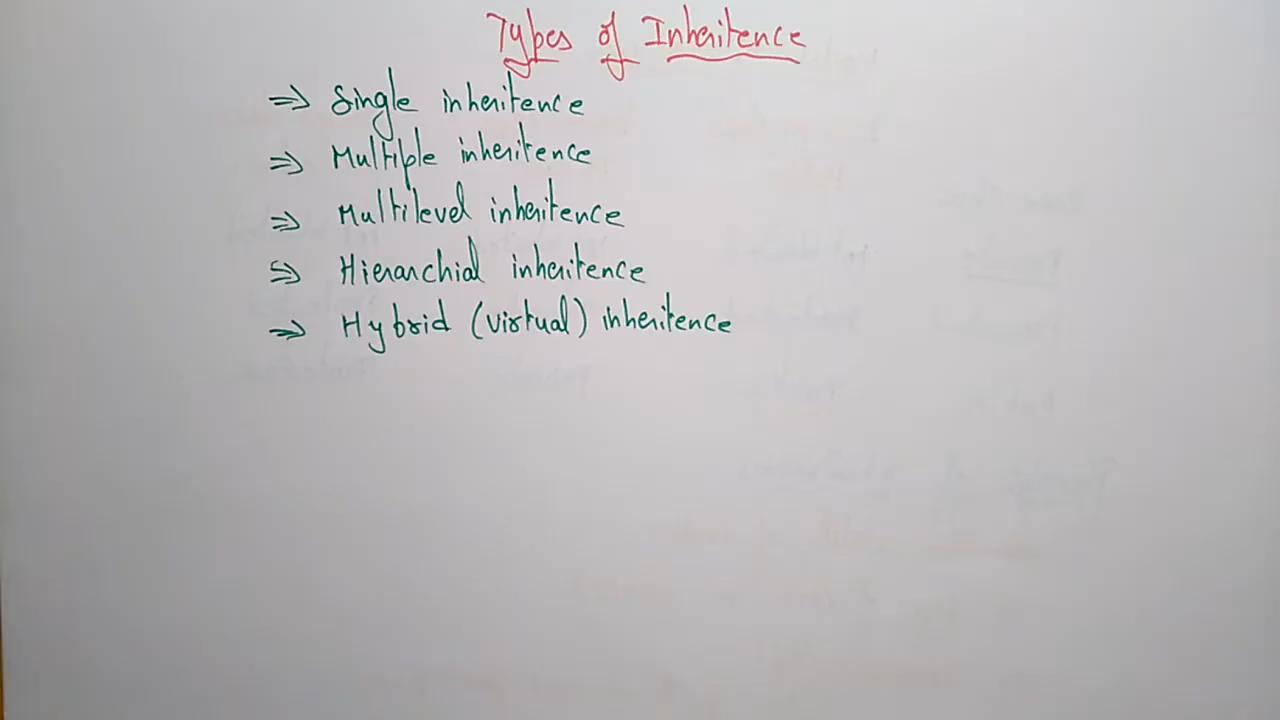 Types of Inheritence
⇒ Single inheritence
⇒ Multiple inheritence
⇒ Multilevel inheritence
⇒ Hierarchial inheritence
⇒ Hybrid (virtual) inheritence